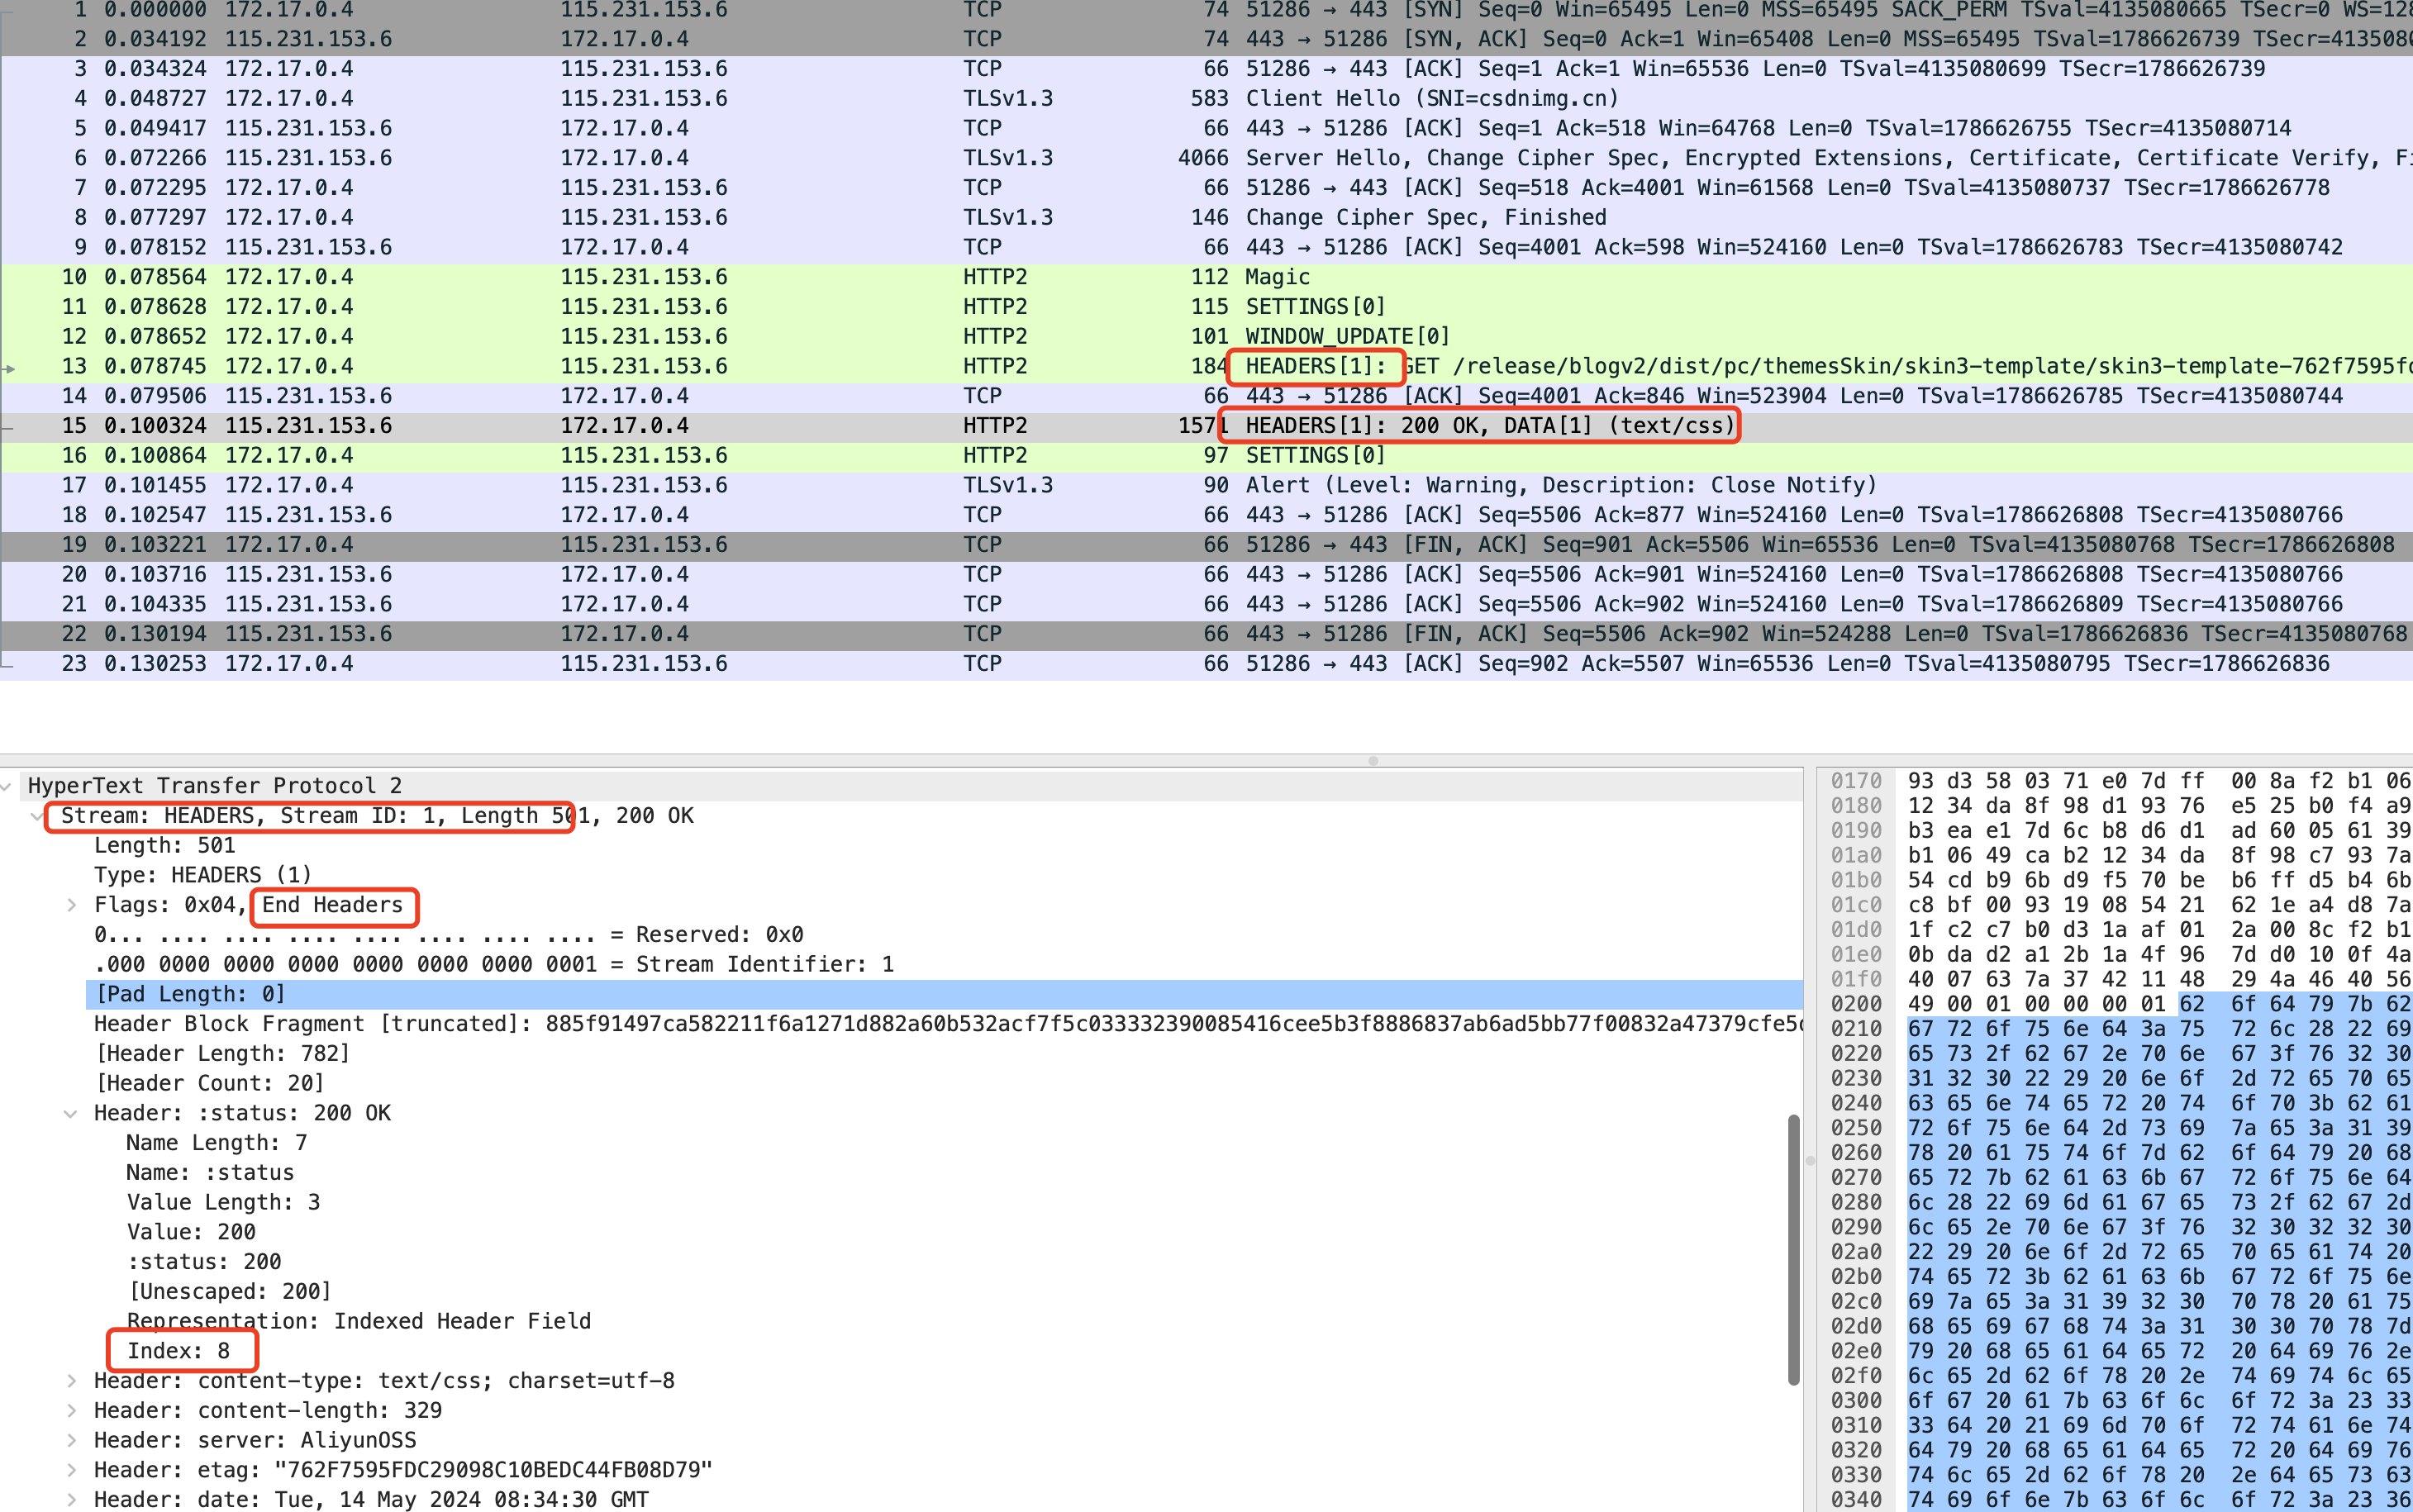 1 0.000000 172.17.0.4 115.231.153.6 TCP 74 51286 → 443 [SYN] Seq=0 Win=65495 Len=0 MSS=65495 SACK_PERM TSval=4135080665 TSecr=0 WS=128
2 0.034192 115.231.153.6 172.17.0.4 TCP 74 443 → 51286 [SYN, ACK] Seq=0 Ack=1 Win=65408 Len=0 MSS=65495 TSval=1786626739 TSecr=413508
3 0.034324 172.17.0.4 115.231.153.6 TCP 66 51286 → 443 [ACK] Seq=1 Ack=1 Win=65536 Len=0 TSval=4135080699 TSecr=1786626739
4 0.048727 172.17.0.4 115.231.153.6 TLSv1.3 583 Client Hello (SNI=csdnimg.cn)
5 0.049417 115.231.153.6 172.17.0.4 TCP 66 443 → 51286 [ACK] Seq=1 Ack=518 Win=64768 Len=0 TSval=1786626755 TSecr=4135080714
6 0.072266 115.231.153.6 172.17.0.4 TLSv1.3 4066 Server Hello, Change Cipher Spec, Encrypted Extensions, Certificate, Certificate Verify,
7 0.072295 172.17.0.4 115.231.153.6 TCP 66 51286 → 443 [ACK] Seq=518 Ack=4001 Win=61568 Len=0 TSval=4135080737 TSecr=1786626778
8 0.077297 172.17.0.4 115.231.153.6 TLSv1.3 146 Change Cipher Spec, Finished
9 0.078152 115.231.153.6 172.17.0.4 TCP 66 443 → 51286 [ACK] Seq=4001 Ack=598 Win=524160 Len=0 TSval=1786626783 TSecr=4135080742
10 0.078564 172.17.0.4 115.231.153.6 HTTP2 112 Magic
11 0.078628 172.17.0.4 115.231.153.6 HTTP2 115 SETTINGS[0]
12 0.078652 172.17.0.4 115.231.153.6 HTTP2 101 WINDOW_UPDATE[0]
13 0.078745 172.17.0.4 115.231.153.6 HTTP2 184 HEADERS[1]: GET /release/blogv2/dist/pc/themesSkin/skin3-template/skin3-template-762f7595f
14 0.079506 115.231.153.6 172.17.0.4 TCP 66 443 → 51286 [ACK] Seq=4001 Ack=846 Win=523904 Len=0 TSval=1786626785 TSecr=4135080744
15 0.100324 115.231.153.6 172.17.0.4 HTTP2 1571 HEADERS[1]: 200 OK, DATA[1] (text/css)
16 0.100864 172.17.0.4 115.231.153.6 HTTP2 97 SETTINGS[0]
17 0.101455 172.17.0.4 115.231.153.6 TLSv1.3 90 Alert (Level: Warning, Description: Close Notify)
18 0.102547 115.231.153.6 172.17.0.4 TCP 66 443 → 51286 [ACK] Seq=5506 Ack=877 Win=524160 Len=0 TSval=1786626808 TSecr=4135080766
19 0.103221 172.17.0.4 115.231.153.6 TCP 66 51286 → 443 [FIN, ACK] Seq=901 Ack=5506 Win=65536 Len=0 TSval=4135080768 TSecr=1786626808
20 0.103716 115.231.153.6 172.17.0.4 TCP 66 443 → 51286 [ACK] Seq=5506 Ack=901 Win=524160 Len=0 TSval=1786626808 TSecr=4135080766
21 0.104335 115.231.153.6 172.17.0.4 TCP 66 443 → 51286 [ACK] Seq=5506 Ack=902 Win=524160 Len=0 TSval=1786626809 TSecr=4135080766
22 0.130194 115.231.153.6 172.17.0.4 TCP 66 443 → 51286 [FIN, ACK] Seq=5506 Ack=902 Win=524288 Len=0 TSval=1786626836 TSecr=4135080768
23 0.130253 172.17.0.4 115.231.153.6 TCP 66 51286 → 443 [ACK] Seq=902 Ack=5507 Win=65536 Len=0 TSval=4135080795 TSecr=1786626836
HyperText Transfer Protocol 2
Stream: HEADERS, Stream ID: 1, Length 501, 200 OK
Length: 501
Type: HEADERS (1)
Flags: 0x04, End Headers
0... .... .... .... .... .... .... .... = Reserved: 0x0
.000 0000 0000 0000 0000 0000 0000 0001 = Stream Identifier: 1
[Pad Length: 0]
Header Block Fragment [truncated]: 885f91497ca582211f6a1271d882a60b532acf7f5c033332390085416cee5b3f8886837ab6ad5bb77f00832a47379cfe5
[Header Length: 782]
[Header Count: 20]
Header: :status: 200 OK
Name Length: 7
Name: :status
Value Length: 3
Value: 200
:status: 200
[Unescaped: 200]
Representation: Indexed Header Field
Index: 8
Header: content-type: text/css; charset=utf-8
Header: content-length: 329
Header: server: AliyunOSS
Header: etag: "762F7595FDC29098C10BEDC44FB08D79"
Header: date: Tue, 14 May 2024 08:34:30 GMT
0170 93 d3 58 03 71 e0 7d ff 00 8a f2 b1 06
0180 12 34 da 8f 98 d1 93 76 e5 25 b0 f4 a9
0190 b3 ea e1 7d 6c b8 d6 d1 ad 60 05 61 39
01a0 b1 06 49 ca b2 12 34 da 8f 98 c7 93 7a
01b0 54 cd b9 6b d9 f5 70 be b6 ff d5 b4 6b
01c0 c8 bf 00 93 19 08 54 21 62 1e a4 d8 7a
01d0 1f c2 c7 b0 d3 1a af 01 2a 00 8c f2 b1
01e0 0b da d2 a1 2b 1a 4f 96 7d d0 10 0f 4a
01f0 40 07 63 7a 37 42 11 48 29 4a 46 40 56
0200 49 00 01 00 00 00 01 62 6f 64 79 7b 62
0210 67 72 6f 75 6e 64 3a 75 72 6c 28 22 69
0220 65 73 2f 62 67 2e 70 6e 67 3f 76 32 30
0230 31 32 30 22 29 20 6e 6f 2d 72 65 70 65
0240 63 65 6e 74 65 72 20 74 6f 70 3b 62 61
0250 72 6f 75 6e 64 2d 73 69 7a 65 3a 31 39
0260 78 20 61 75 74 6f 7d 62 6f 64 79 20 68
0270 65 72 7b 62 61 63 6b 67 72 6f 75 6e 64
0280 6c 28 22 69 6d 61 67 65 73 2f 62 67 2d
0290 6c 65 2e 70 6e 67 3f 76 32 30 32 32 30
02a0 22 29 20 6e 6f 2d 72 65 70 65 61 74 20
02b0 74 65 72 3b 62 61 63 6b 67 72 6f 75 6e
02c0 69 7a 65 3a 31 39 32 30 70 78 20 61 75
02d0 68 65 69 67 68 74 3a 31 30 30 70 78 7d
02e0 79 20 68 65 61 64 65 72 20 64 69 76 2e
02f0 6c 65 2d 62 6f 78 20 2e 74 69 74 6c 65
0300 6f 67 20 61 7b 63 6f 6c 6f 72 3a 23 33
0310 33 64 20 21 69 6d 70 6f 72 74 61 6e 74
0320 64 79 20 68 65 61 64 65 72 20 64 69 76
0330 74 6c 65 2d 62 6f 78 20 2e 64 65 73 63
0340 74 69 6f 6e 7b 63 6f 6c 6f 72 3a 23 36